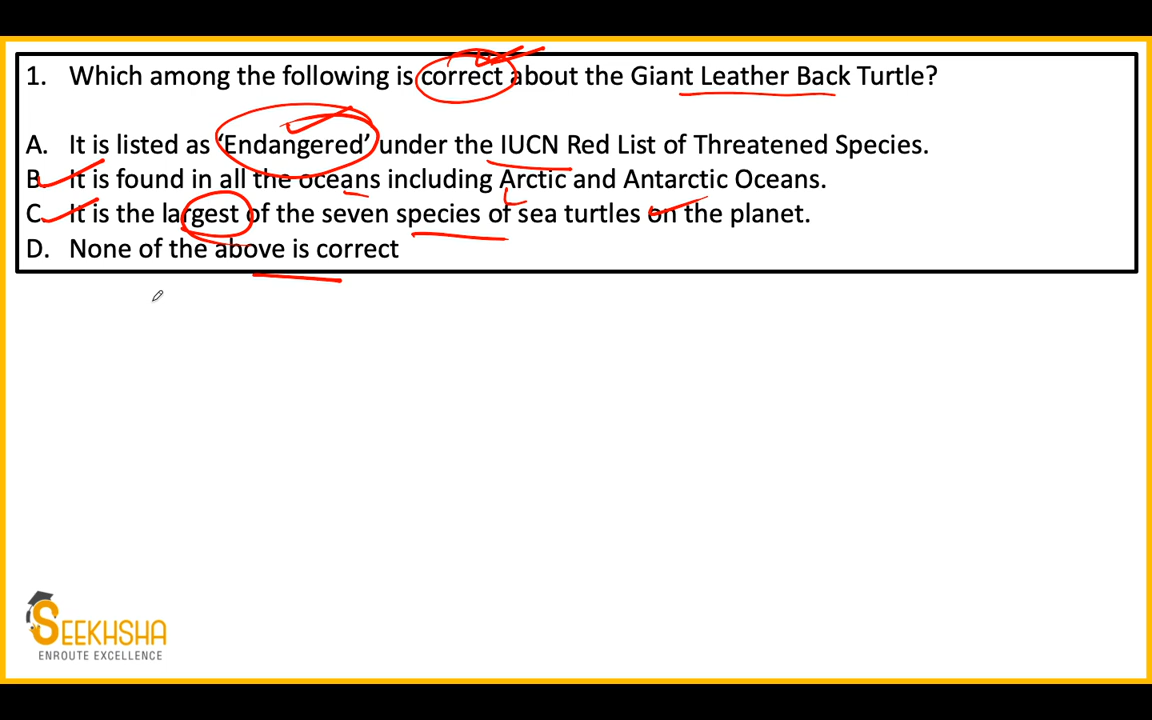 1. Which among the following is correct about the Giant Leather Back Turtle?
A. It is listed as ‘Endangered’ under the IUCN Red List of Threatened Species.
B. It is found in all the oceans including Arctic and Antarctic Oceans.
C. It is the largest of the seven species of sea turtles on the planet.
D. None of the above is correct
SEEKHSHA
ENROUTE EXCELLENCE